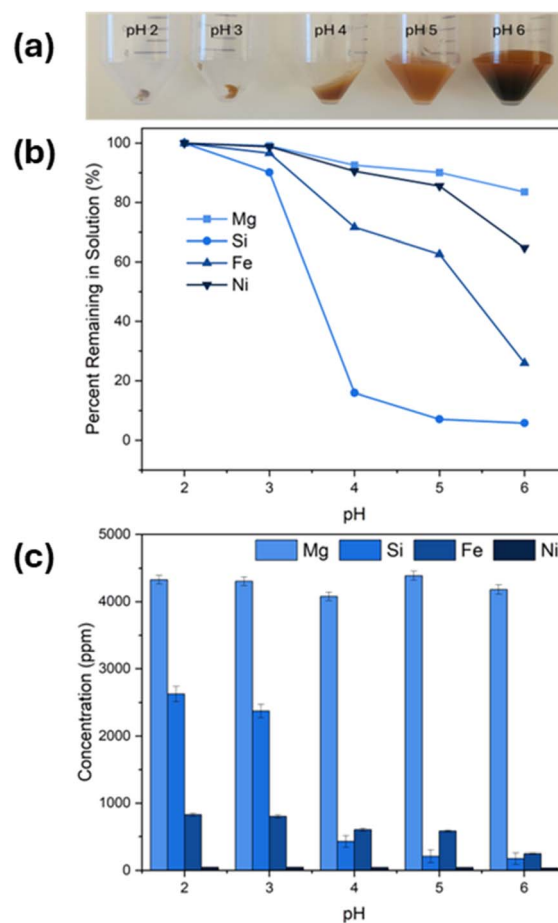 (a)
pH 2 pH 3 pH 4 pH 5 pH 6
(b)
Percent Remaining in Solution (%)
100
80
60
40
20
0
Mg
Si
Fe
Ni
2 3 4 5 6
pH
(c)
Concentration (ppm)
5000
4000
3000
2000
1000
0
Mg Si Fe Ni
2 3 4 5 6
pH